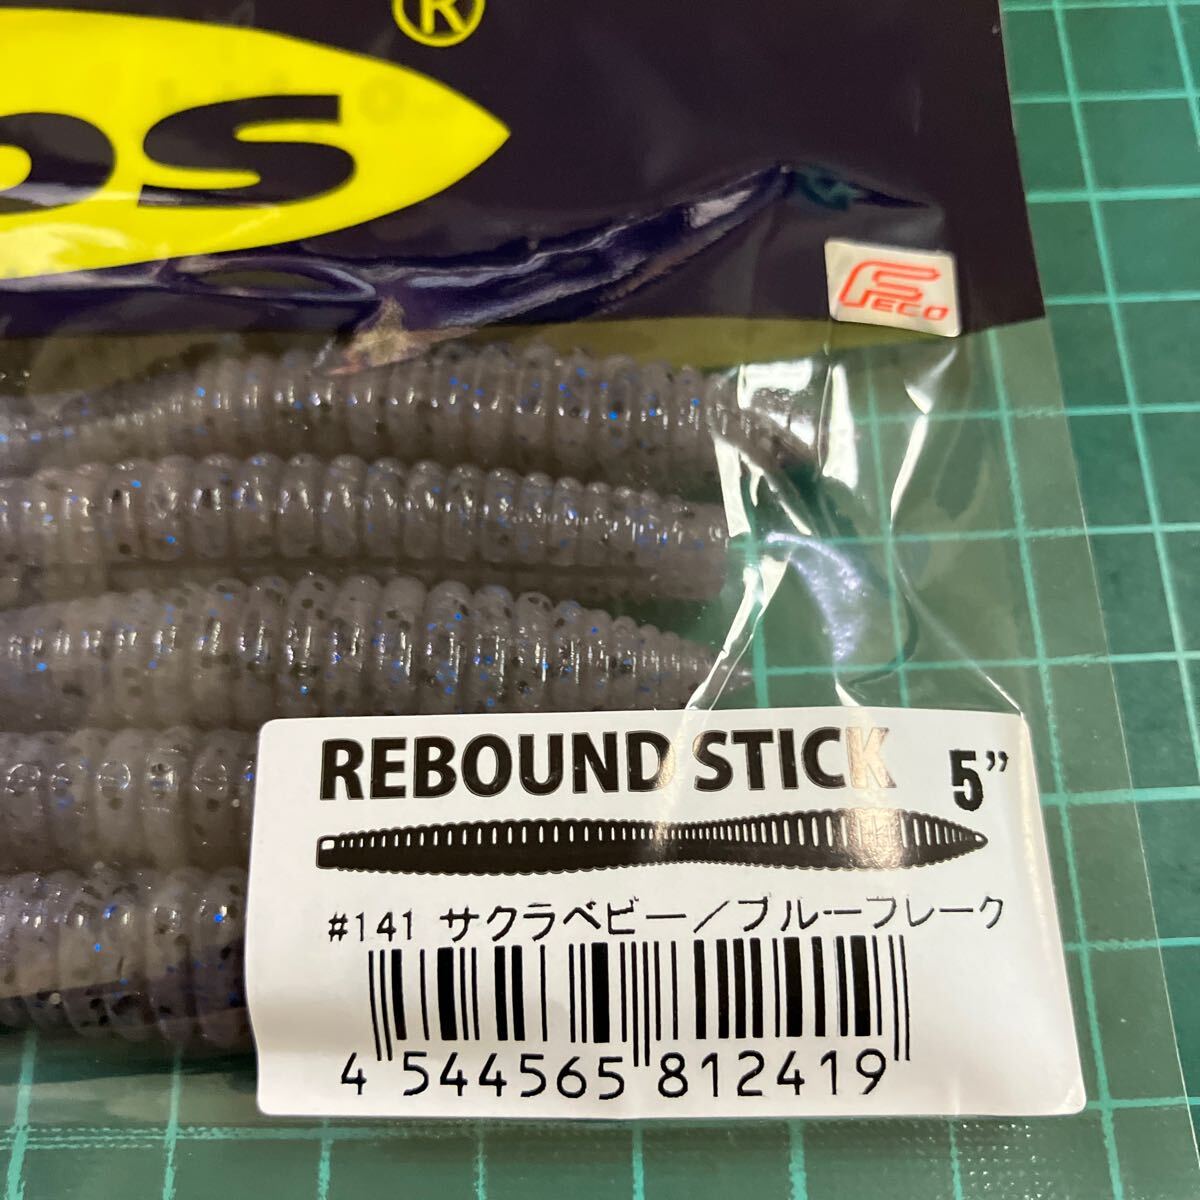 ®
FECO
REBOUND STICK 5”
#141 サクラベビー/ブルーフレーク
4 544565 812419